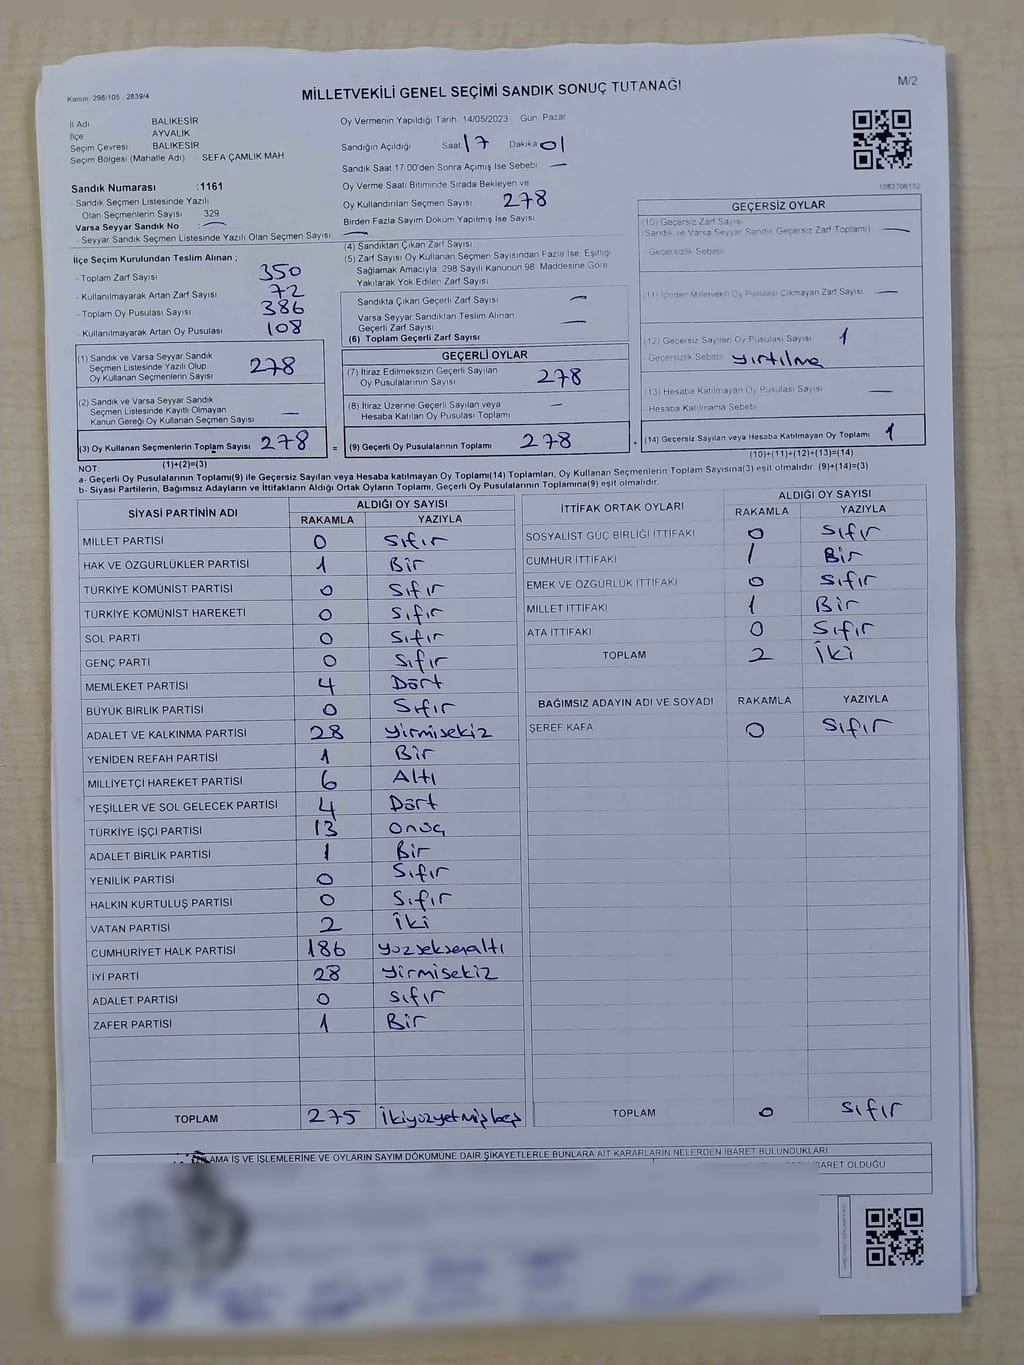 Kanun: 298/105 2839/4
MİLLETVEKİLİ GENEL SEÇİMİ SANDIK SONUÇ TUTANAĞI
M/2
İl Adı BALIKESİR
İlçe AYVALIK
Seçim Çevresi BALIKESİR
Seçim Bölgesi (Mahalle Adı) SEFA ÇAMLIK MAH
Sandık Numarası :1161
- Sandık Seçmen Listesinde Yazılı
Olan Seçmenlerin Sayısı 329
Varsa Seyyar Sandık No : —
- Seyyar Sandık Seçmen Listesinde Yazılı Olan Seçmen Sayısı —
Oy Vermenin Yapıldığı Tarih 14/05/2023 Gün Pazar
Sandığın Açıldığı Saat 17 Dakika 01
Sandık Saat 17:00'den Sonra Açımış İse Sebebi —
Oy Verme Saati Bitiminde Sırada Bekleyen ve
Oy Kullandırılan Seçmen Sayısı 278
Birden Fazla Sayım Döküm Yapılmış İse Sayısı
1083706152
İlçe Seçim Kurulundan Teslim Alınan ;
- Toplam Zarf Sayısı 350
- Kullanılmayarak Artan Zarf Sayısı 72
- Toplam Oy Pusulası Sayısı 386
- Kullanılmayarak Artan Oy Pusulası 108
(4) Sandıktan Çıkan Zarf Sayısı
(5) Zarf Sayısı Oy Kullanan Seçmen Sayısından Fazla İse, Eşitliği
Sağlamak Amacıyla 298 Sayılı Kanunun 98. Maddesine Göre
Yakılarak Yok Edilen Zarf Sayısı
Sandıkta Çıkan Geçerli Zarf Sayısı —
Varsa Seyyar Sandıktan Teslim Alınan
Geçerli Zarf Sayısı —
(6) Toplam Geçerli Zarf Sayısı
GEÇERSİZ OYLAR
(10) Geçersiz Zarf Sayısı
Sandık ve Varsa Seyyar Sandık Geçersiz Zarf Toplamı) —
- Geçersizlik Sebebi
(11) İçinden Milletvekili Oy Pusulası Çıkmayan Zarf Sayısı —
(12) Geçersiz Sayılan Oy Pusulası Sayısı 1
- Geçersizlik Sebebi yırtılma
(13) Hesaba Katılmayan Oy Pusulası Sayısı —
- Hesaba Katılmama Sebebi
(14) Geçersiz Sayılan veya Hesaba Katılmayan Oy Toplamı 1
(10)+(11)+(12)+(13)=(14)
(1) Sandık ve Varsa Seyyar Sandık
Seçmen Listesinde Yazılı Olup
Oy Kullanan Seçmenlerin Sayısı 278
(2) Sandık ve Varsa Seyyar Sandık
Seçmen Listesinde Kayıtlı Olmayan
Kanun Gereği Oy Kullanan Seçmen Sayısı —
(3) Oy Kullanan Seçmenlerin Toplam Sayısı 278 =
(1)+(2)=(3)
GEÇERLİ OYLAR
(7) İtiraz Edilmeksizin Geçerli Sayılan
Oy Pusulalarının Sayısı 278
(8) İtiraz Üzerine Geçerli Sayılan veya
Hesaba Katılan Oy Pusulası Toplamı —
(9) Geçerli Oy Pusulalarının Toplamı 278 +
NOT:
a- Geçerli Oy Pusulalarının Toplamı(9) ile Geçersiz Sayılan veya Hesaba katılmayan Oy Toplamı(14) Toplamları, Oy Kullanan Seçmenlerin Toplam Sayısına(3) eşit olmalıdır. (9)+(14)=(3)
b- Siyasi Partilerin, Bağımsız Adayların ve İttifakların Aldığı Ortak Oyların Toplamı, Geçerli Oy Pusulalarının Toplamına(9) eşit olmalıdır.
SİYASİ PARTİNİN ADI ALDIĞI OY SAYISI
RAKAMLA YAZIYLA
MİLLET PARTİSİ 0 Sıfır
HAK VE ÖZGÜRLÜKLER PARTİSİ 1 Bir
TÜRKİYE KOMÜNİST PARTİSİ 0 Sıfır
TÜRKİYE KOMÜNİST HAREKETİ 0 Sıfır
SOL PARTİ 0 Sıfır
GENÇ PARTİ 0 Sıfır
MEMLEKET PARTİSİ 4 Dört
BÜYÜK BİRLİK PARTİSİ 0 Sıfır
ADALET VE KALKINMA PARTİSİ 28 Yirmisekiz
YENİDEN REFAH PARTİSİ 1 Bir
MİLLİYETÇİ HAREKET PARTİSİ 6 Altı
YEŞİLLER VE SOL GELECEK PARTİSİ 4 Dört
TÜRKİYE İŞÇİ PARTİSİ 13 Onüç
ADALET BİRLİK PARTİSİ 1 Bir
YENİLİK PARTİSİ 0 Sıfır
HALKIN KURTULUŞ PARTİSİ 0 Sıfır
VATAN PARTİSİ 2 İki
CUMHURİYET HALK PARTİSİ 186 Yüzseksenaltı
İYİ PARTİ 28 Yirmisekiz
ADALET PARTİSİ 0 Sıfır
ZAFER PARTİSİ 1 Bir
TOPLAM 275 İkiyüzyetmişbeş
İTTİFAK ORTAK OYLARI ALDIĞI OY SAYISI
RAKAMLA YAZIYLA
SOSYALİST GÜÇ BİRLİĞİ İTTİFAKI 0 Sıfır
CUMHUR İTTİFAKI 1 Bir
EMEK VE ÖZGÜRLÜK İTTİFAKI 0 Sıfır
MİLLET İTTİFAKI 1 Bir
ATA İTTİFAKI 0 Sıfır
TOPLAM 2 İki
BAĞIMSIZ ADAYIN ADI VE SOYADI RAKAMLA YAZIYLA
ŞEREF KAFA 0 Sıfır
TOPLAM 0 Sıfır
LAMA İŞ VE İŞLEMLERİNE VE OYLARIN SAYIM DÖKÜMÜNE DAİR ŞİKAYETLERLE BUNLARA AİT KARARLARIN NELERDEN İBARET BULUNDUKLARI
İBARET OLDUĞU